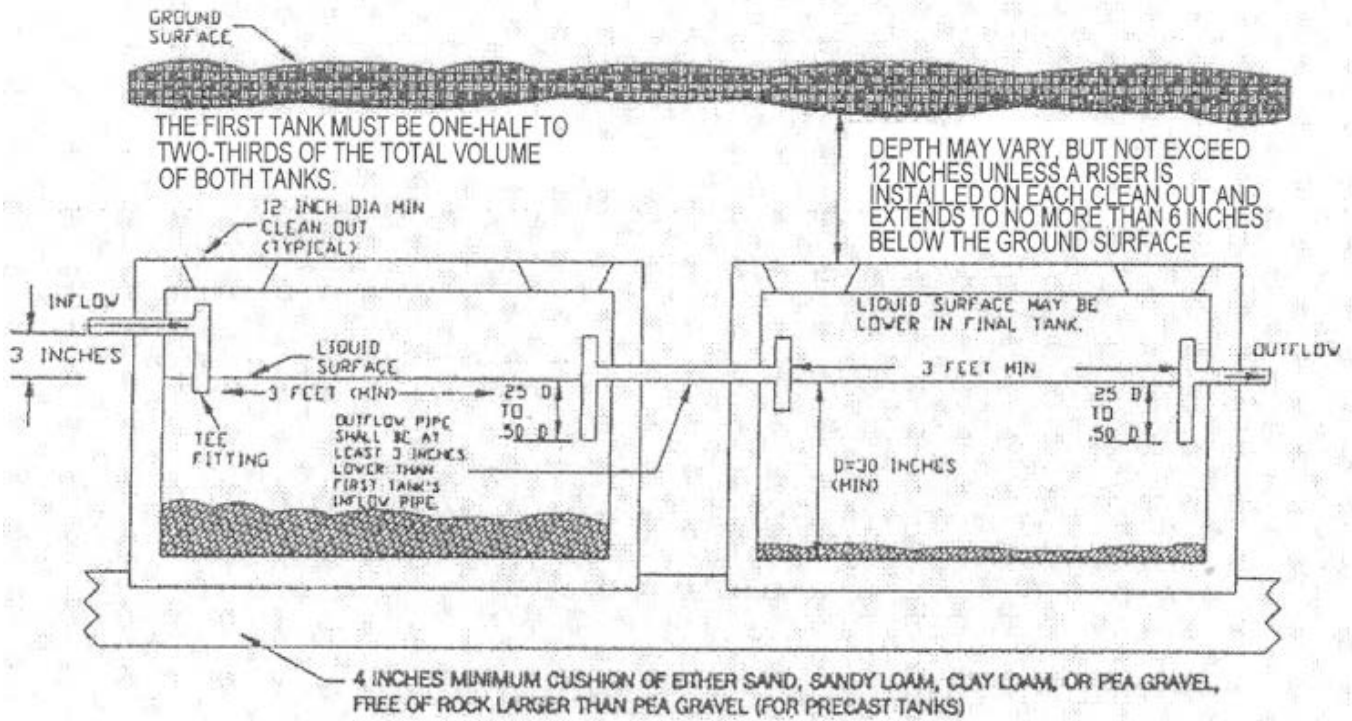 GROUND
SURFACE
THE FIRST TANK MUST BE ONE-HALF TO
TWO-THIRDS OF THE TOTAL VOLUME
OF BOTH TANKS.
DEPTH MAY VARY, BUT NOT EXCEED
12 INCHES UNLESS A RISER IS
INSTALLED ON EACH CLEAN OUT AND
EXTENDS TO NO MORE THAN 6 INCHES
BELOW THE GROUND SURFACE
12 INCH DIA MIN
CLEAN OUT
(TYPICAL)
INFLOW
3 INCHES
LIQUID
SURFACE
3 FEET (MIN)
.25 D
TO
.50 D
TEE
FITTING
OUTFLOW PIPE
SHALL BE AT
LEAST 3 INCHES
LOWER THAN
FIRST TANK'S
INFLOW PIPE
LIQUID SURFACE MAY BE
LOWER IN FINAL TANK.
3 FEET MIN
OUTFLOW
.25 D
TO
.50 D
D=30 INCHES
(MIN)
4 INCHES MINIMUM CUSHION OF EITHER SAND, SANDY LOAM, CLAY LOAM, OR PEA GRAVEL,
FREE OF ROCK LARGER THAN PEA GRAVEL (FOR PRECAST TANKS)